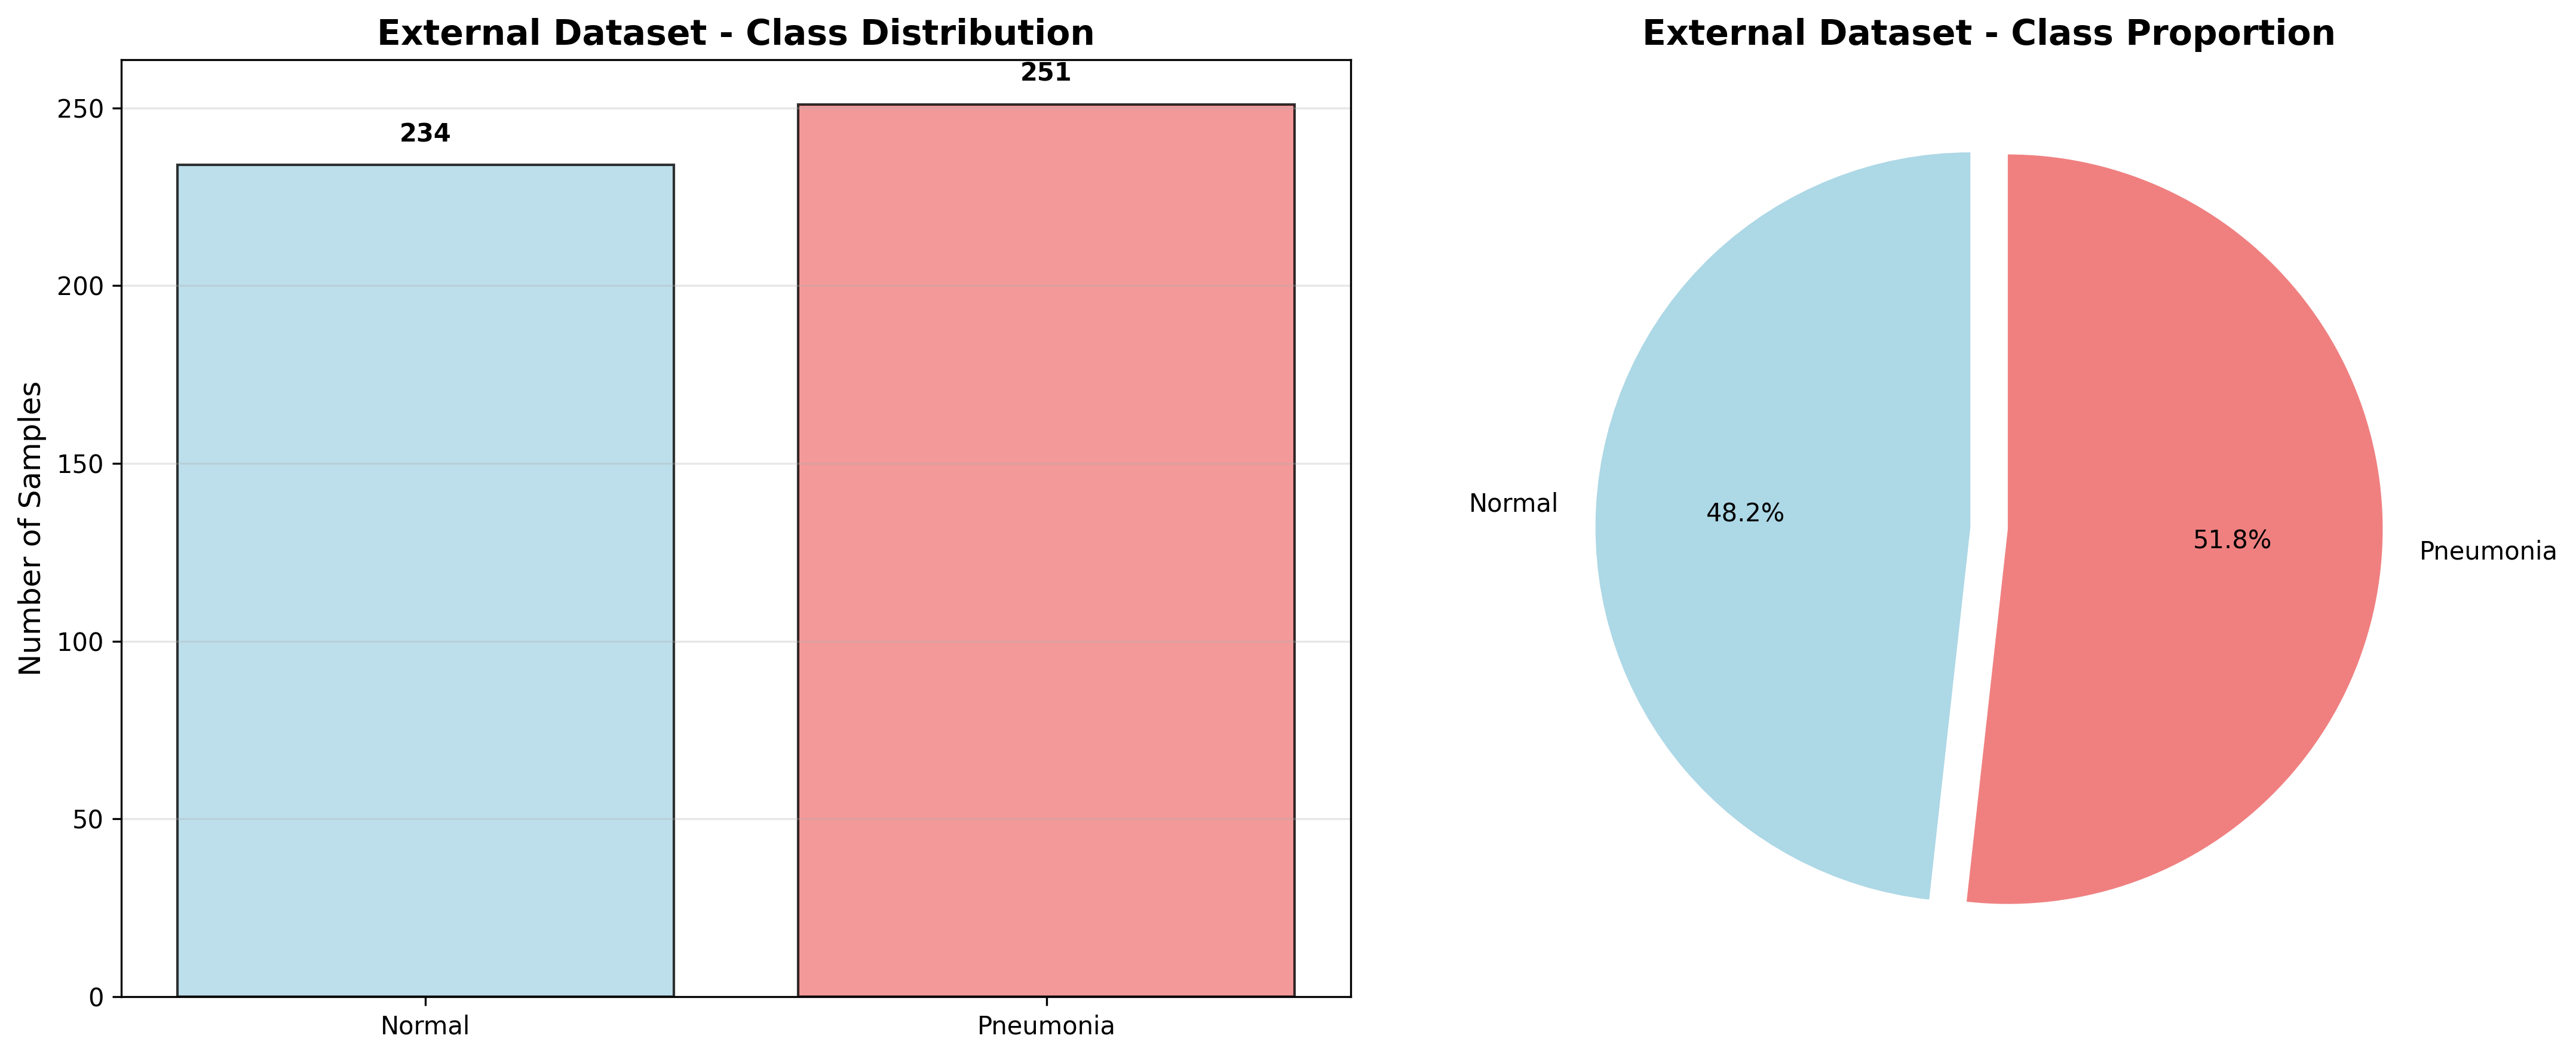 External Dataset - Class Distribution
Number of Samples
250
200
150
100
50
0
234
251
Normal
Pneumonia
External Dataset - Class Proportion
Normal
48.2%
51.8%
Pneumonia